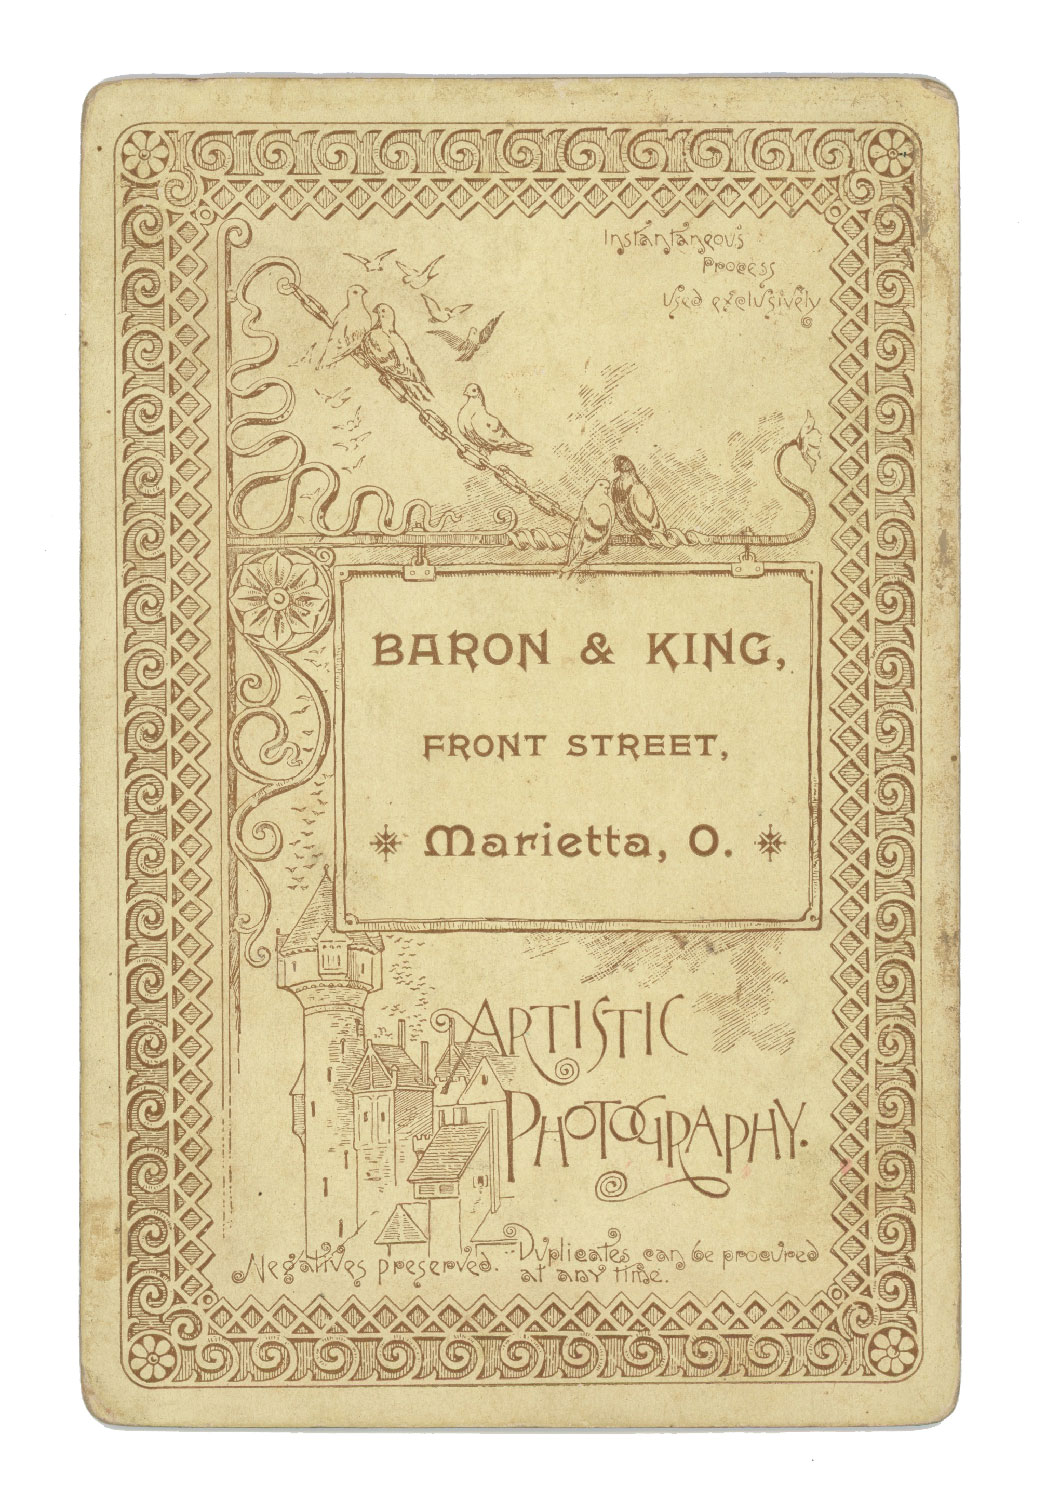 Instantaneous
Process
Used exclusively
BARON & KING,
FRONT STREET,
Marietta, O.
ARTISTIC
PHOTOGRAPHY.
Negatives preserved. Duplicates can be procured
at any time.